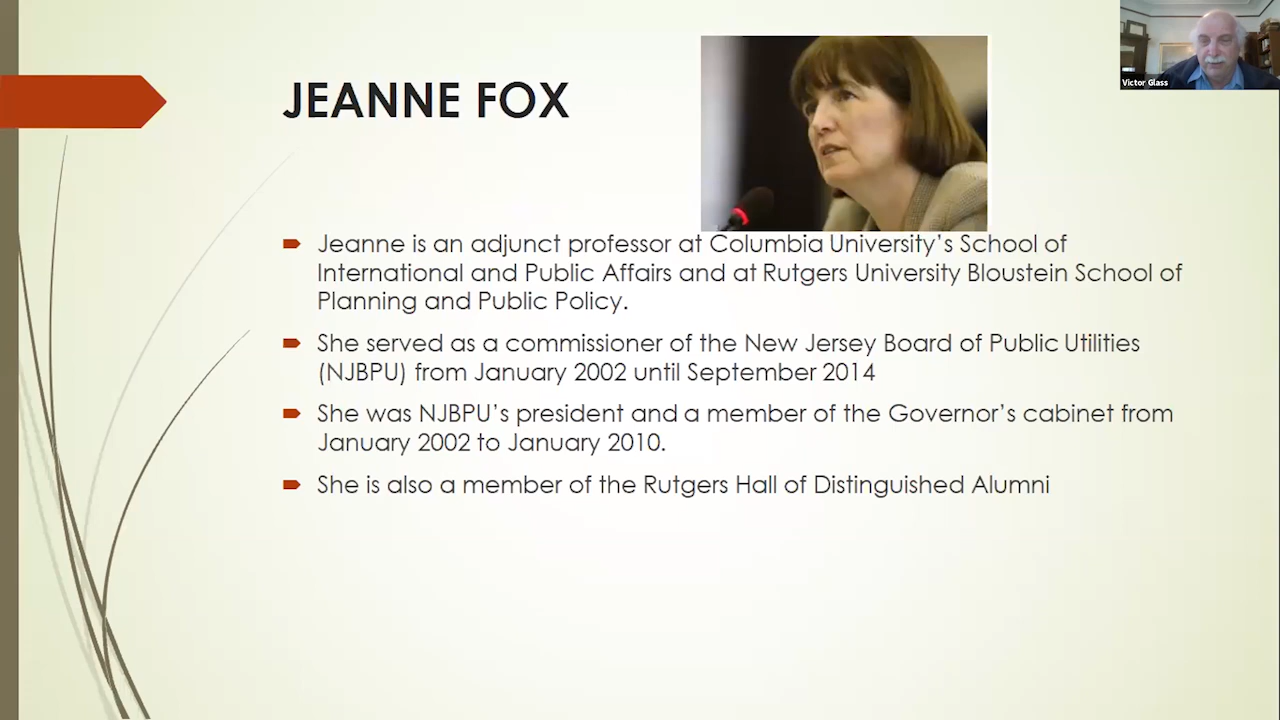 Victor Glass
JEANNE FOX
Jeanne is an adjunct professor at Columbia University's School of
International and Public Affairs and at Rutgers University Bloustein School of
Planning and Public Policy.
She served as a commissioner of the New Jersey Board of Public Utilities
(NJBPU) from January 2002 until September 2014
She was NJBPU's president and a member of the Governor's cabinet from
January 2002 to January 2010.
She is also a member of the Rutgers Hall of Distinguished Alumni